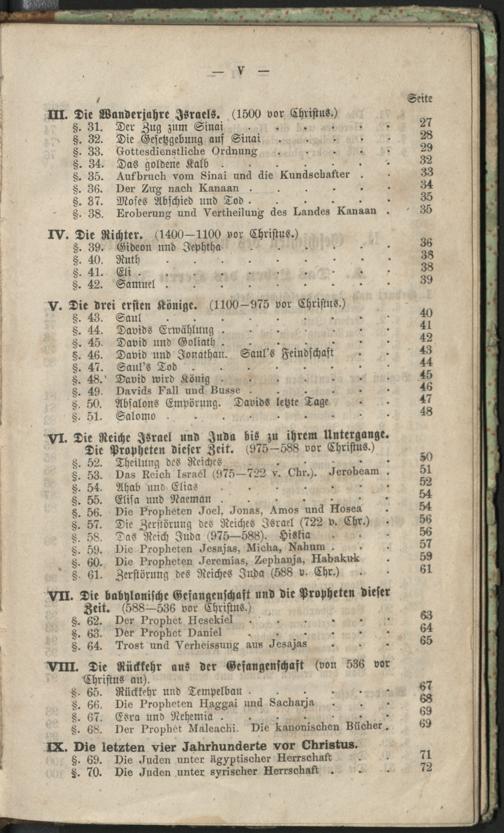 — V —
Seite
III. Die Wanderjahre Israels. (1500 vor Christus.)
§. 31. Der Zug zum Sinai . . . . . . 27
§. 32. Die Gesetzgebung auf Sinai . . . . . 28
§. 33. Gottesdienstliche Ordnung . . . . . 29
§. 34. Das goldene Kalb . . . . . . 32
§. 35. Aufbruch vom Sinai und die Kundschafter . . 33
§. 36. Der Zug nach Kanaan . . . . . . 34
§. 37. Moses Abschied und Tod . . . . . . 35
§. 38. Eroberung und Vertheilung des Landes Kanaan . 35
IV. Die Richter. (1400—1100 vor Christus.)
§. 39. Gideon und Jephtha . . . . . . 36
§. 40. Ruth . . . . . . . . 38
§. 41. Eli . . . . . . . . 38
§. 42. Samuel . . . . . . . . 39
V. Die drei ersten Könige. (1100—975 vor Christus.)
§. 43. Saul . . . . . . . . 40
§. 44. Davids Erwählung . . . . . . 41
§. 45. David und Goliath . . . . . . 42
§. 46. David und Jonathan. Saul's Feindschaft . . 43
§. 47. Saul's Tod . . . . . . . 44
§. 48. David wird König . . . . . . 45
§. 49. Davids Fall und Busse . . . . . 46
§. 50. Absalons Empörung. Davids letzte Tage . . 47
§. 51. Salomo . . . . . . . . 48
VI. Die Reiche Israel und Juda bis zu ihrem Untergange.
Die Propheten dieser Zeit. (975—588 vor Christus.)
§. 52. Theilung des Reiches . . . . . . 50
§. 53. Das Reich Israel (975—722 v. Chr.). Jerobeam . 51
§. 54. Ahab und Elias . . . . . . 52
§. 55. Elisa und Naeman . . . . . . 54
§. 56. Die Propheten Joel, Jonas, Amos und Hosea . 54
§. 57. Die Zerstörung des Reiches Israel (722 v. Chr.) . 56
§. 58. Das Reich Juda (975—588). Hiskia . . . 56
§. 59. Die Propheten Jesajas, Micha, Nahum . . . 57
§. 60. Die Propheten Jeremias, Zephanja, Habakuk . 59
§. 61. Zerstörung des Reiches Juda (588 v. Chr.) . . 61
VII. Die babylonische Gefangenschaft und die Propheten dieser
Zeit. (588—536 vor Christus.)
§. 62. Der Prophet Hesekiel . . . . . 63
§. 63. Der Prophet Daniel . . . . . . 64
§. 64. Trost und Verheissung aus Jesajas . . . 65
VIII. Die Rückkehr aus der Gefangenschaft (von 536 vor
Christus an).
§. 65. Rückkehr und Tempelbau . . . . . 67
§. 66. Die Propheten Haggai und Sacharja . . . 68
§. 67. Esra und Nehemia . . . . . . 69
§. 68. Der Prophet Maleachi. Die kanonischen Bücher . 69
IX. Die letzten vier Jahrhunderte vor Christus.
§. 69. Die Juden unter ägyptischer Herrschaft . . 71
§. 70. Die Juden unter syrischer Herrschaft . . . 72